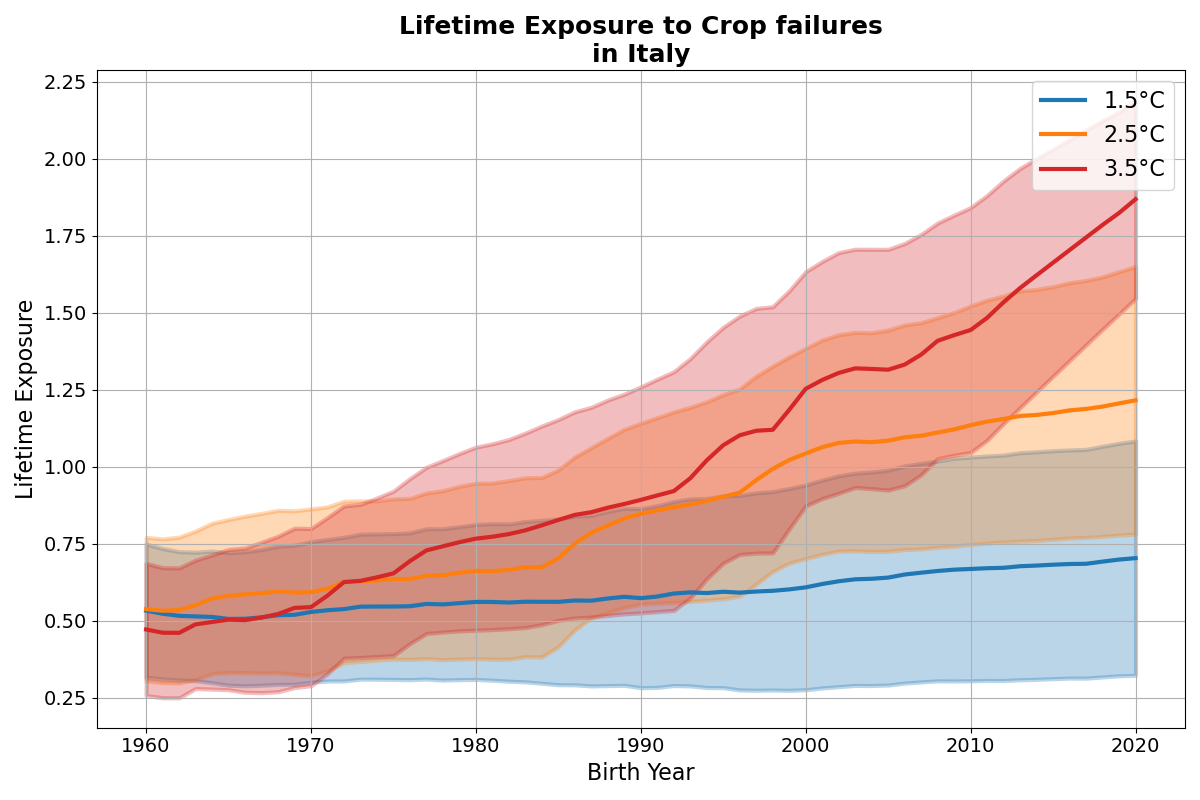 Lifetime Exposure to Crop failures
in Italy
2.25
2.00
1.75
1.50
1.25
1.00
0.75
0.50
0.25
Lifetime Exposure
1.5°C
2.5°C
3.5°C
1960 1970 1980 1990 2000 2010 2020
Birth Year